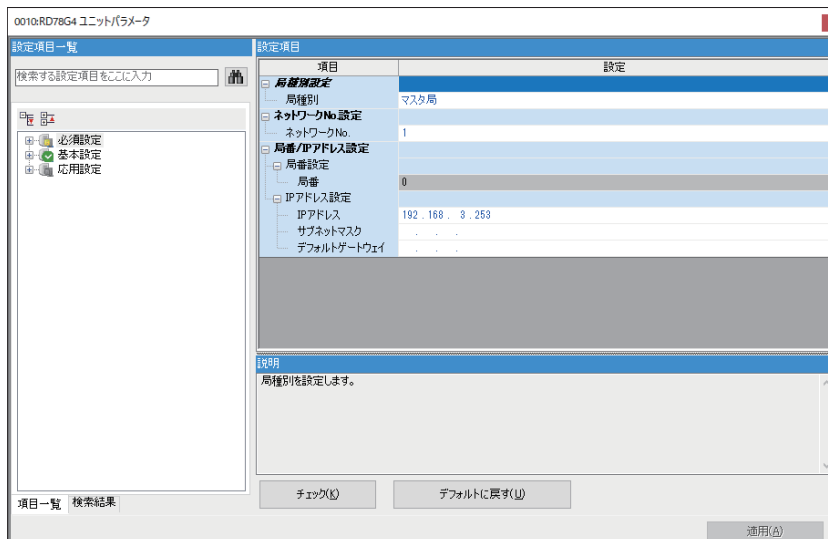 0010:RD78G4 ユニットパラメータ
設定項目一覧
検索する設定項目をここに入力
必須設定
基本設定
応用設定
項目一覧 検索結果
設定項目
項目 設定
局種別設定
局種別 マスタ局
ネットワークNo.設定
ネットワークNo. 1
局番/IPアドレス設定
局番設定
局番 0
IPアドレス設定
IPアドレス 192 . 168 . 3 . 253
サブネットマスク . . .
デフォルトゲートウェイ . . .
説明
局種別を設定します。
チェック(K) デフォルトに戻す(U)
適用(A)